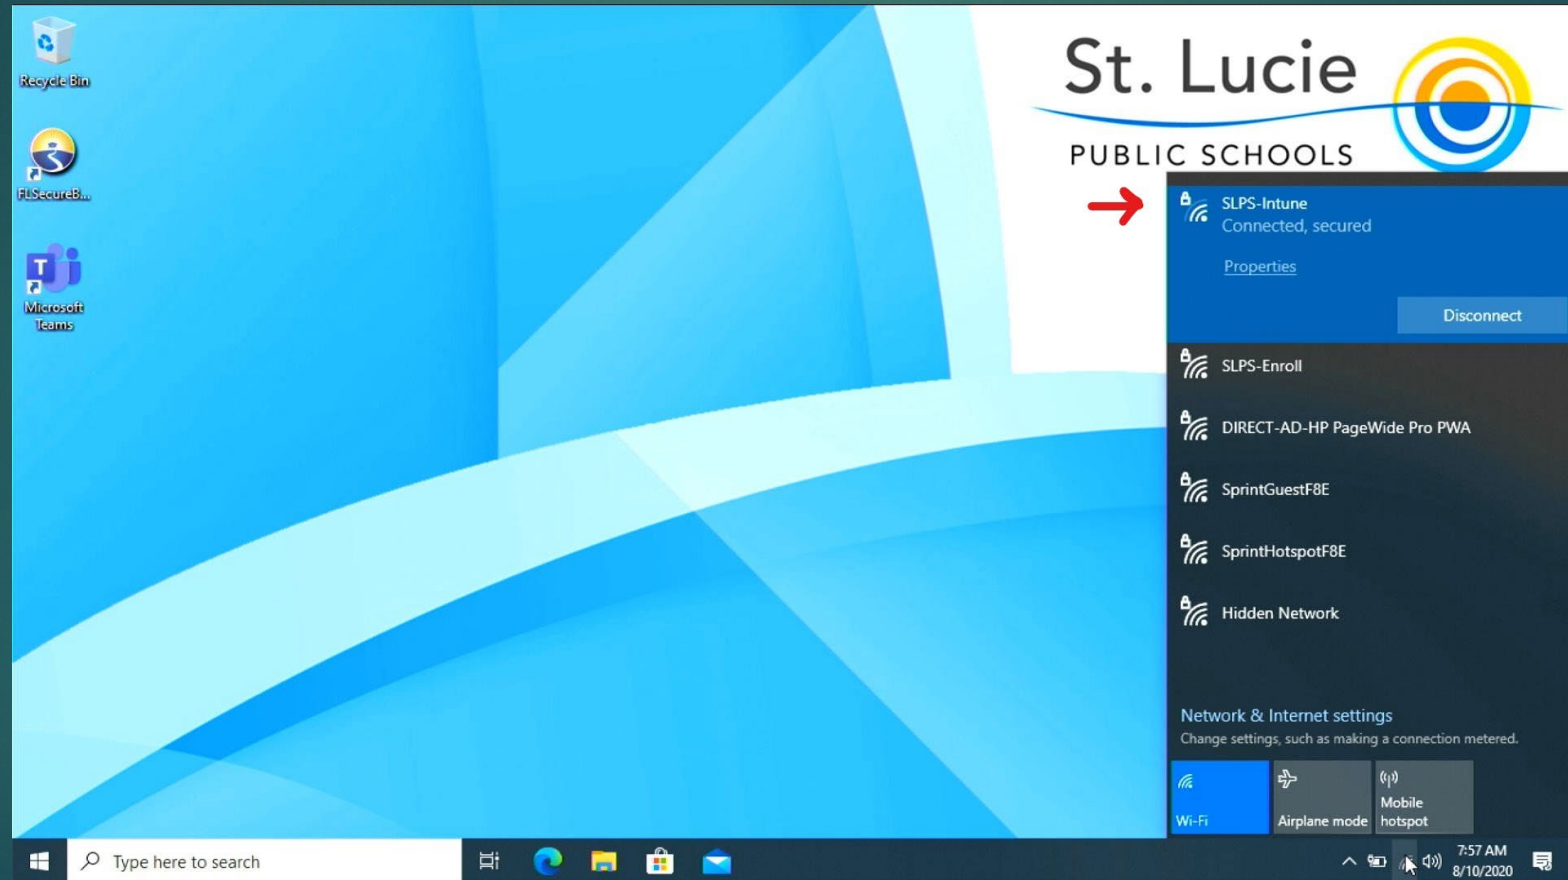 Recycle Bin
FLSecureB...
T
Microsoft
Teams
St. Lucie
PUBLIC SCHOOLS
SLPS-Intune
Connected, secured
Properties
Disconnect
SLPS-Enroll
DIRECT-AD-HP PageWide Pro PWA
SprintGuestF8E
SprintHotspotF8E
Hidden Network
Network & Internet settings
Change settings, such as making a connection metered.
Wi-Fi
Airplane mode
Mobile
hotspot
Type here to search
7:57 AM
8/10/2020